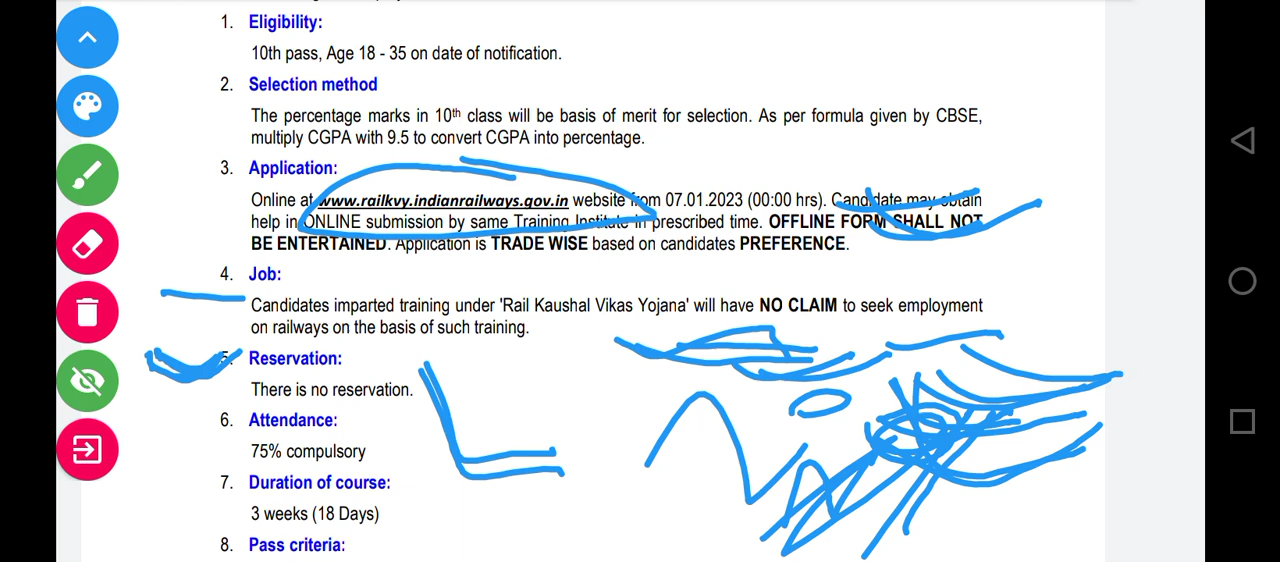 1. Eligibility:
10th pass, Age 18 - 35 on date of notification.
2. Selection method
The percentage marks in 10th class will be basis of merit for selection. As per formula given by CBSE,
multiply CGPA with 9.5 to convert CGPA into percentage.
3. Application:
Online at www.railkvy.indianrailways.gov.in website from 07.01.2023 (00:00 hrs). Candidate may obtain
help in ONLINE submission by same Training Institute in prescribed time. OFFLINE FORM SHALL NOT
BE ENTERTAINED. Application is TRADE WISE based on candidates PREFERENCE.
4. Job:
Candidates imparted training under 'Rail Kaushal Vikas Yojana' will have NO CLAIM to seek employment
on railways on the basis of such training.
5. Reservation:
There is no reservation.
6. Attendance:
75% compulsory
7. Duration of course:
3 weeks (18 Days)
8. Pass criteria: